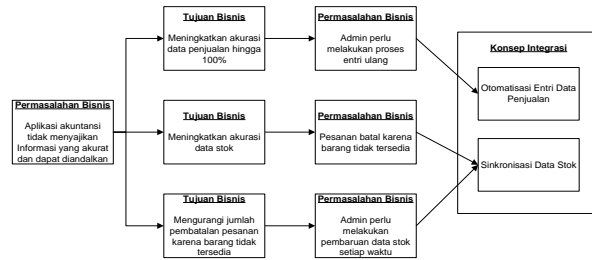 Permasalahan Bisnis
Aplikasi akuntansi
tidak menyajikan
Informasi yang akurat
dan dapat diandalkan
Tujuan Bisnis
Meningkatkan akurasi
data penjualan hingga
100%
Permasalahan Bisnis
Admin perlu
melakukan proses
entri ulang
Tujuan Bisnis
Meningkatkan akurasi
data stok
Permasalahan Bisnis
Pesanan batal karena
barang tidak tersedia
Tujuan Bisnis
Mengurangi jumlah
pembatalan pesanan
karena barang tidak
tersedia
Permasalahan Bisnis
Admin perlu
melakukan
pembaruan data stok
setiap waktu
Konsep Integrasi
Otomatisasi Entri Data
Penjualan
Sinkronisasi Data Stok